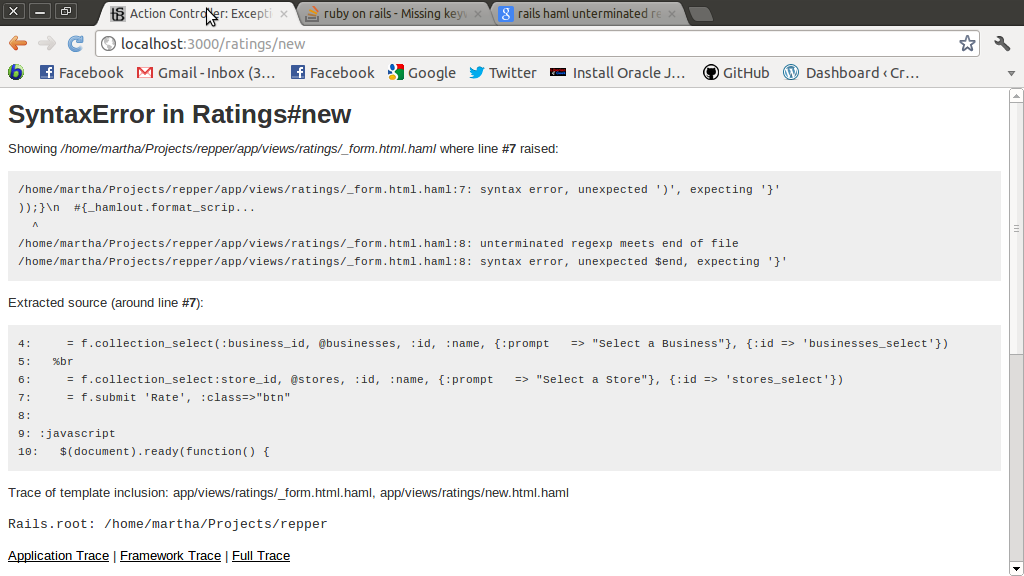 Action Controller: Excepti
ruby on rails - Missing key
rails haml unterminated re
localhost:3000/ratings/new
Facebook Gmail - Inbox (3... Facebook Google Twitter Install Oracle J... GitHub Dashboard ‹ Cr...
SyntaxError in Ratings#new
Showing /home/martha/Projects/repper/app/views/ratings/_form.html.haml where line #7 raised:
/home/martha/Projects/repper/app/views/ratings/_form.html.haml:7: syntax error, unexpected ')', expecting '}'
));}\n  #{_hamlout.format_scrip...
^
/home/martha/Projects/repper/app/views/ratings/_form.html.haml:8: unterminated regexp meets end of file
/home/martha/Projects/repper/app/views/ratings/_form.html.haml:8: syntax error, unexpected $end, expecting '}'
Extracted source (around line #7):
4:     = f.collection_select(:business_id, @businesses, :id, :name, {:prompt   => "Select a Business"}, {:id => 'businesses_select'})
5:   %br
6:     = f.collection_select:store_id, @stores, :id, :name, {:prompt   => "Select a Store"}, {:id => 'stores_select'})
7:     = f.submit 'Rate', :class=>"btn"
8:
9: :javascript
10:   $(document).ready(function() {
Trace of template inclusion: app/views/ratings/_form.html.haml, app/views/ratings/new.html.haml
Rails.root: /home/martha/Projects/repper
Application Trace | Framework Trace | Full Trace